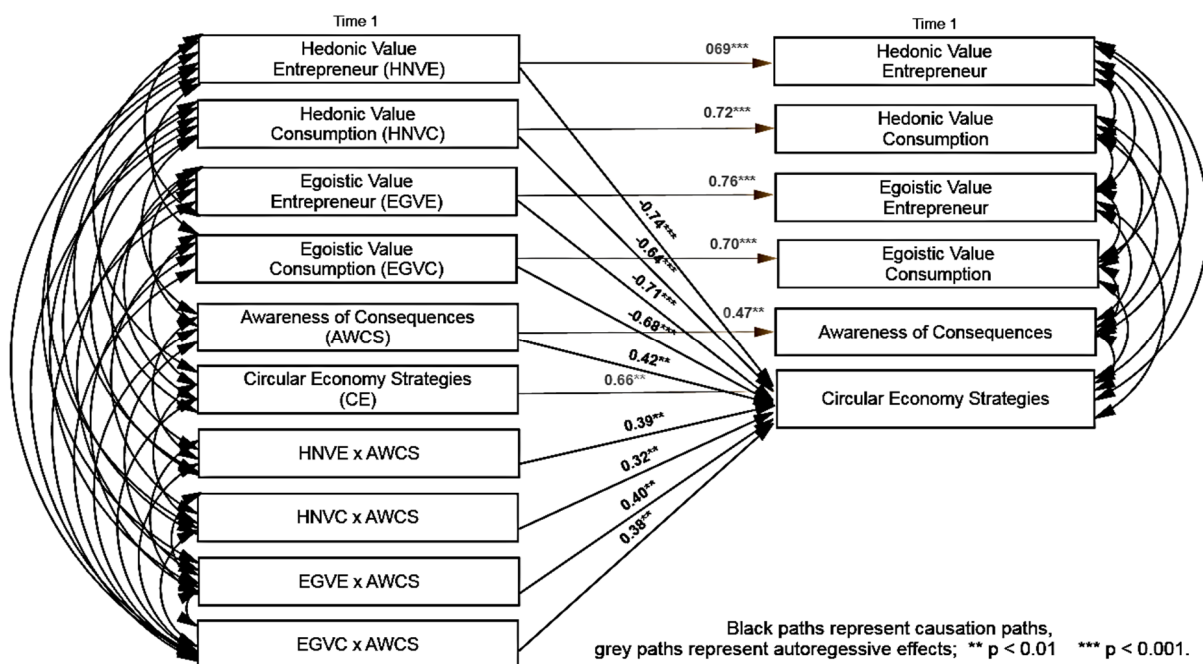 Time 1
Hedonic Value
Entrepreneur (HNVE)
Hedonic Value
Consumption (HNVC)
Egoistic Value
Entrepreneur (EGVE)
Egoistic Value
Consumption (EGVC)
Awareness of Consequences
(AWCS)
Circular Economy Strategies
(CE)
HNVE x AWCS
HNVC x AWCS
EGVE x AWCS
EGVC x AWCS
069***
0.72***
0.76***
0.70***
0.47**
0.66**
-0.74***
-0.64***
-0.71***
-0.68***
0.42**
0.39**
0.32**
0.40**
0.38**
Time 1
Hedonic Value
Entrepreneur
Hedonic Value
Consumption
Egoistic Value
Entrepreneur
Egoistic Value
Consumption
Awareness of Consequences
Circular Economy Strategies
Black paths represent causation paths,
grey paths represent autoregessive effects; ** p < 0.01 *** p < 0.001.